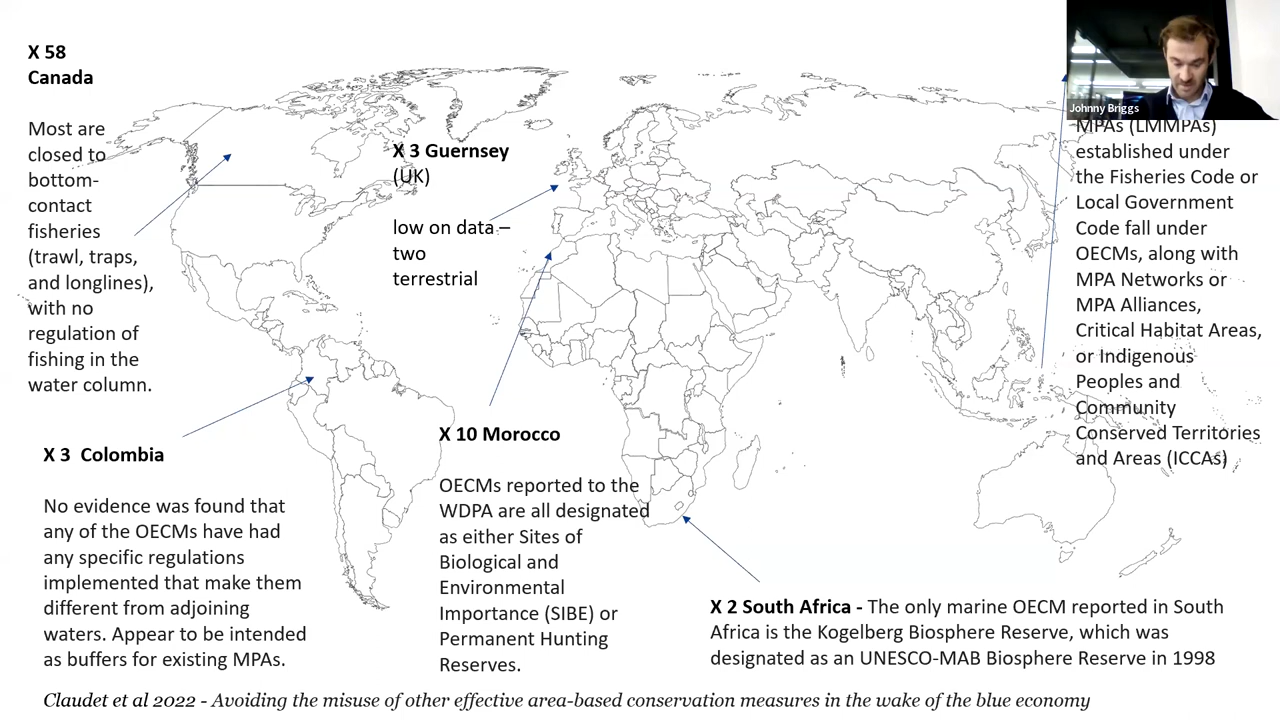 X 58
Canada
Most are
closed to
bottom-
contact
fisheries
(trawl, traps,
and longlines),
with no
regulation of
fishing in the
water column.
X 3 Guernsey
(UK)
low on data –
two
terrestrial
Johnny Briggs
MPAs (LMMPAs)
established under
the Fisheries Code or
Local Government
Code fall under
OECMs, along with
MPA Networks or
MPA Alliances,
Critical Habitat Areas,
or Indigenous
Peoples and
Community
Conserved Territories
and Areas (ICCAs)
X 3 Colombia
No evidence was found that
any of the OECMs have had
any specific regulations
implemented that make them
different from adjoining
waters. Appear to be intended
as buffers for existing MPAs.
X 10 Morocco
OECMs reported to the
WDPA are all designated
as either Sites of
Biological and
Environmental
Importance (SIBE) or
Permanent Hunting
Reserves.
X 2 South Africa - The only marine OECM reported in South
Africa is the Kogelberg Biosphere Reserve, which was
designated as an UNESCO-MAB Biosphere Reserve in 1998
Claudet et al 2022 - Avoiding the misuse of other effective area-based conservation measures in the wake of the blue economy